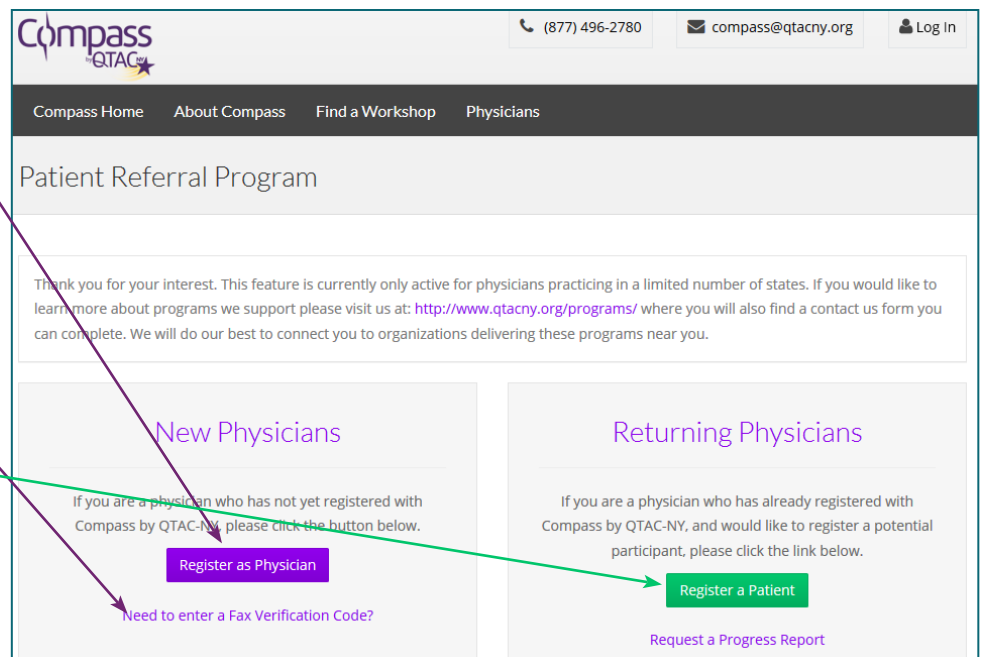 Compass
by QTAC NY
(877) 496-2780
compass@qtacny.org
Log In
Compass Home About Compass Find a Workshop Physicians
Patient Referral Program
Thank you for your interest. This feature is currently only active for physicians practicing in a limited number of states. If you would like to
learn more about programs we support please visit us at: http://www.qtacny.org/programs/ where you will also find a contact us form you
can complete. We will do our best to connect you to organizations delivering these programs near you.
New Physicians
If you are a physician who has not yet registered with
Compass by QTAC-NY, please click the button below.
Register as Physician
Need to enter a Fax Verification Code?
Returning Physicians
If you are a physician who has already registered with
Compass by QTAC-NY, and would like to register a potential
participant, please click the link below.
Register a Patient
Request a Progress Report